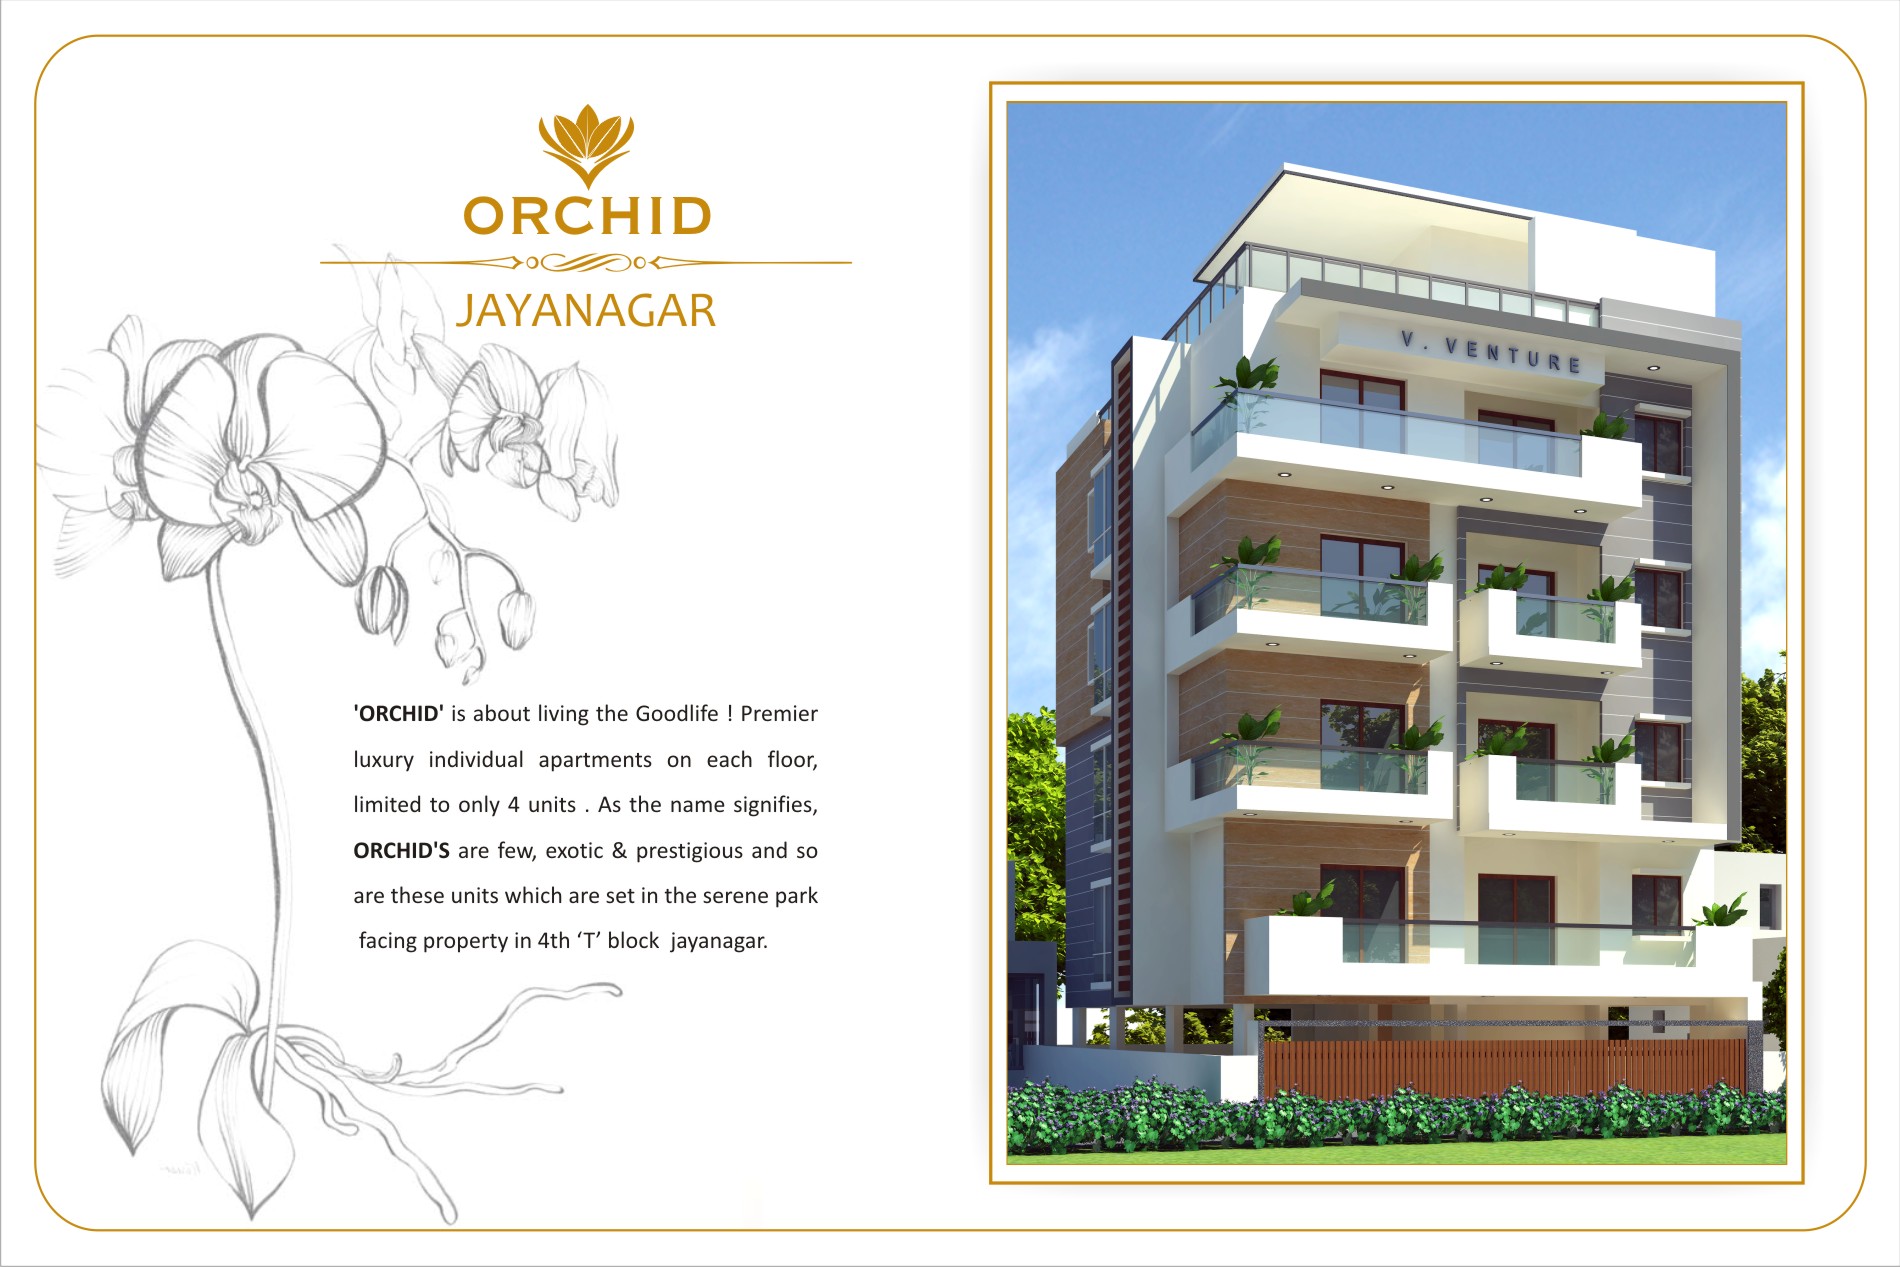 ORCHID
JAYANAGAR
V. VENTURE
'ORCHID' is about living the Goodlife ! Premier
luxury individual apartments on each floor,
limited to only 4 units . As the name signifies,
ORCHID'S are few, exotic & prestigious and so
are these units which are set in the serene park
facing property in 4th ‘T’ block jayanagar.